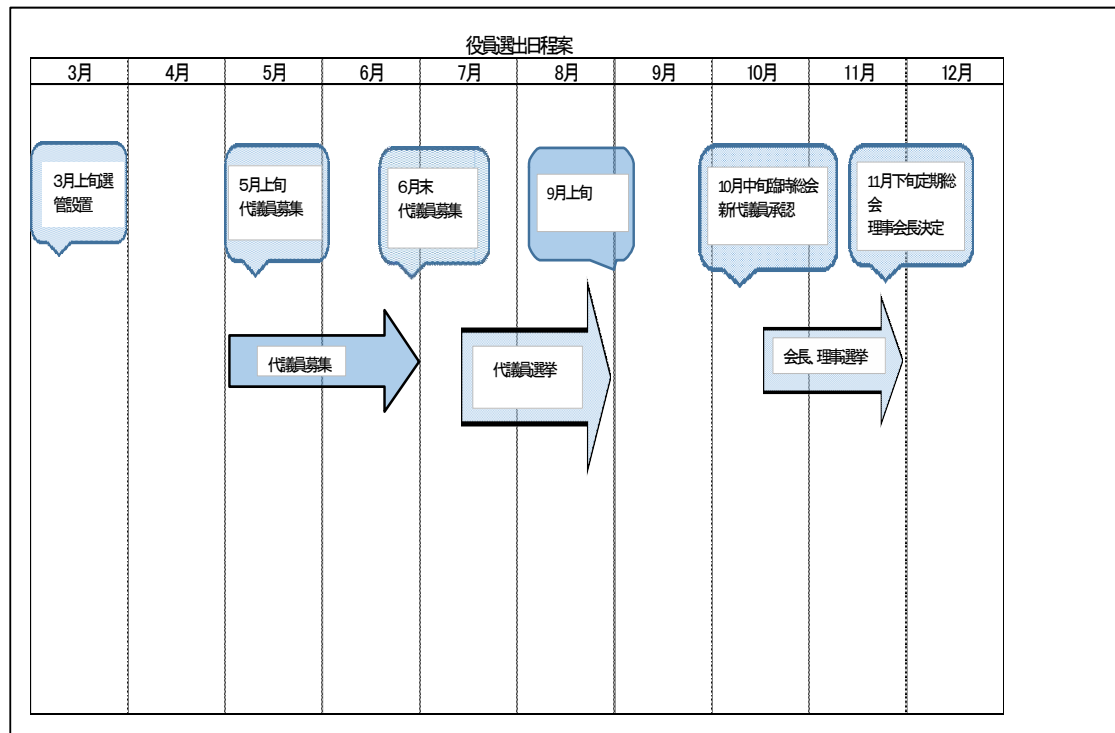 役員選出日程案
3月 4月 5月 6月 7月 8月 9月 10月 11月 12月
3月上旬選
管設置
5月上旬
代議員募集
6月末
代議員募集
9月上旬
10月中旬臨時総会
新代議員承認
11月下旬定期総
会
理事会長決定
代議員募集
代議員選挙
会長、理事選挙